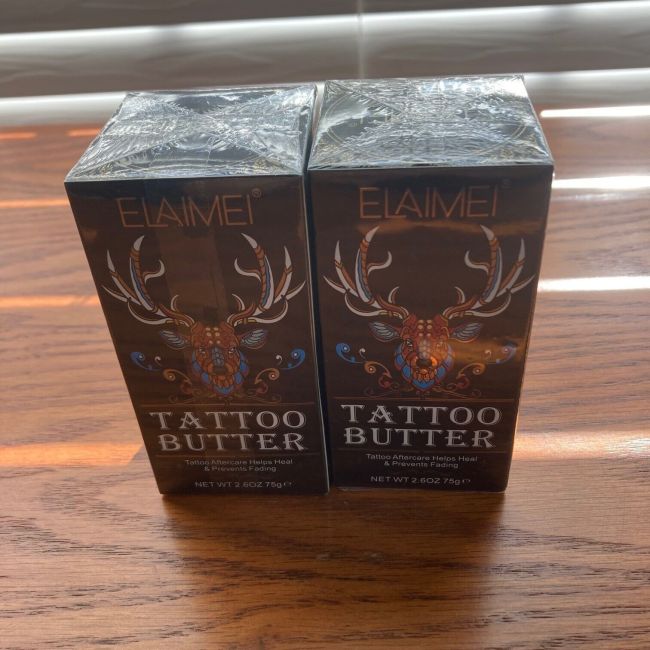 ELAIMEI®
TATTOO
BUTTER
Tattoo Aftercare Helps Heal
& Prevents Fading
NET WT 2.6OZ 75g℮
ELAIMEI®
TATTOO
BUTTER
Tattoo Aftercare Helps Heal
& Prevents Fading
NET WT 2.6OZ 75g℮